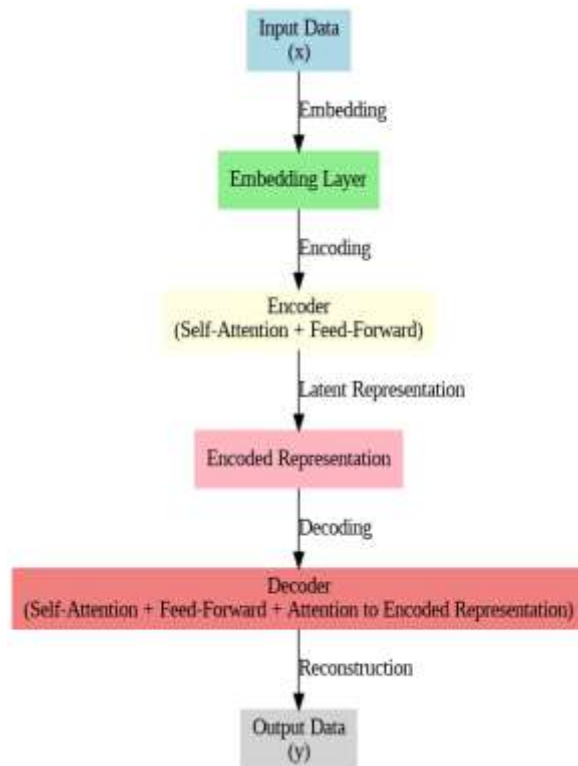 Input Data
(x)
Embedding
Embedding Layer
Encoding
Encoder
(Self-Attention + Feed-Forward)
Latent Representation
Encoded Representation
Decoding
Decoder
(Self-Attention + Feed-Forward + Attention to Encoded Representation)
Reconstruction
Output Data
(y)